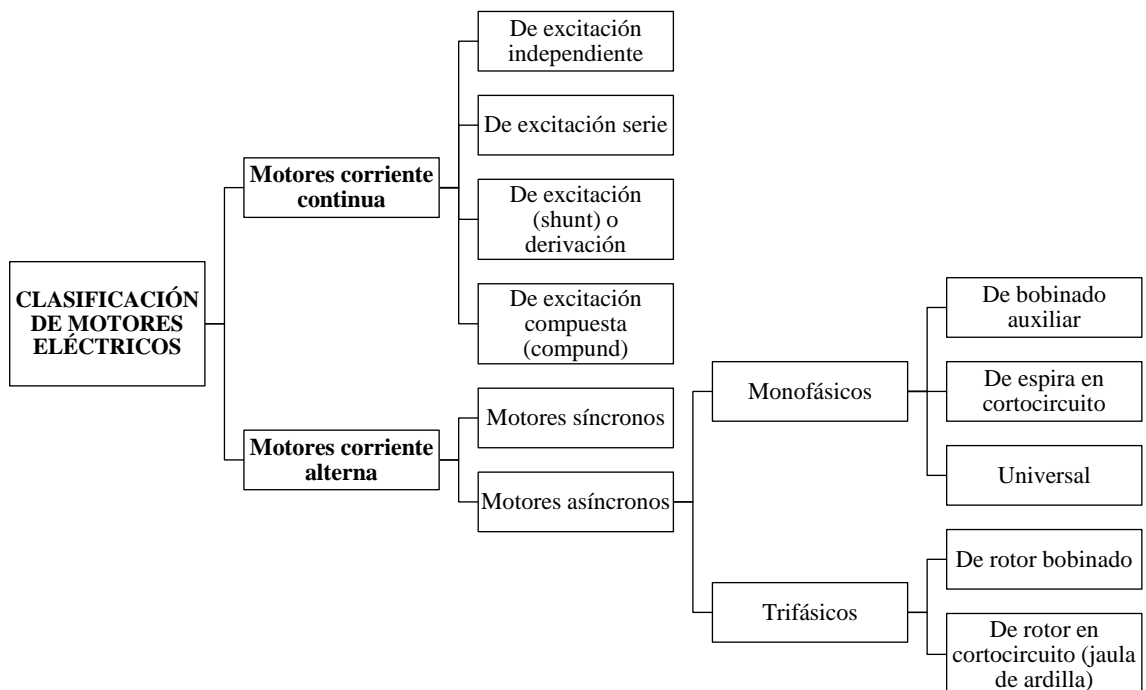 CLASIFICACIÓN
DE MOTORES
ELÉCTRICOS
Motores corriente
continua
De excitación
independiente
De excitación serie
De excitación
(shunt) o
derivación
De excitación
compuesta
(compund)
Motores corriente
alterna
Motores síncronos
Motores asíncronos
Monofásicos
De bobinado
auxiliar
De espira en
cortocircuito
Universal
Trifásicos
De rotor bobinado
De rotor en
cortocircuito (jaula
de ardilla)